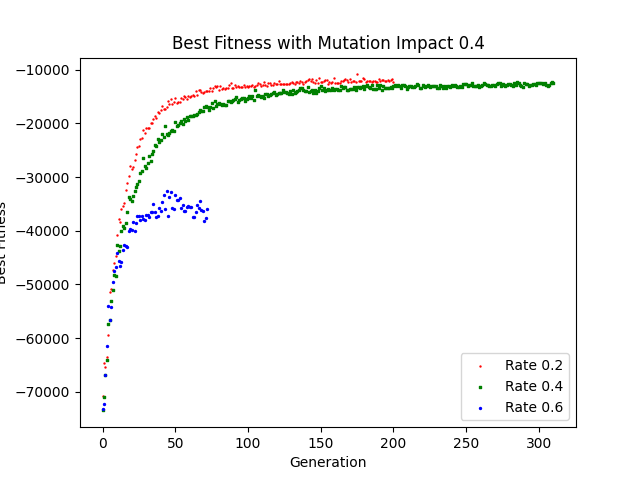 Best Fitness with Mutation Impact 0.4
Best Fitness
−10000
−20000
−30000
−40000
−50000
−60000
−70000
0
50
100
150
200
250
300
Generation
Rate 0.2
Rate 0.4
Rate 0.6